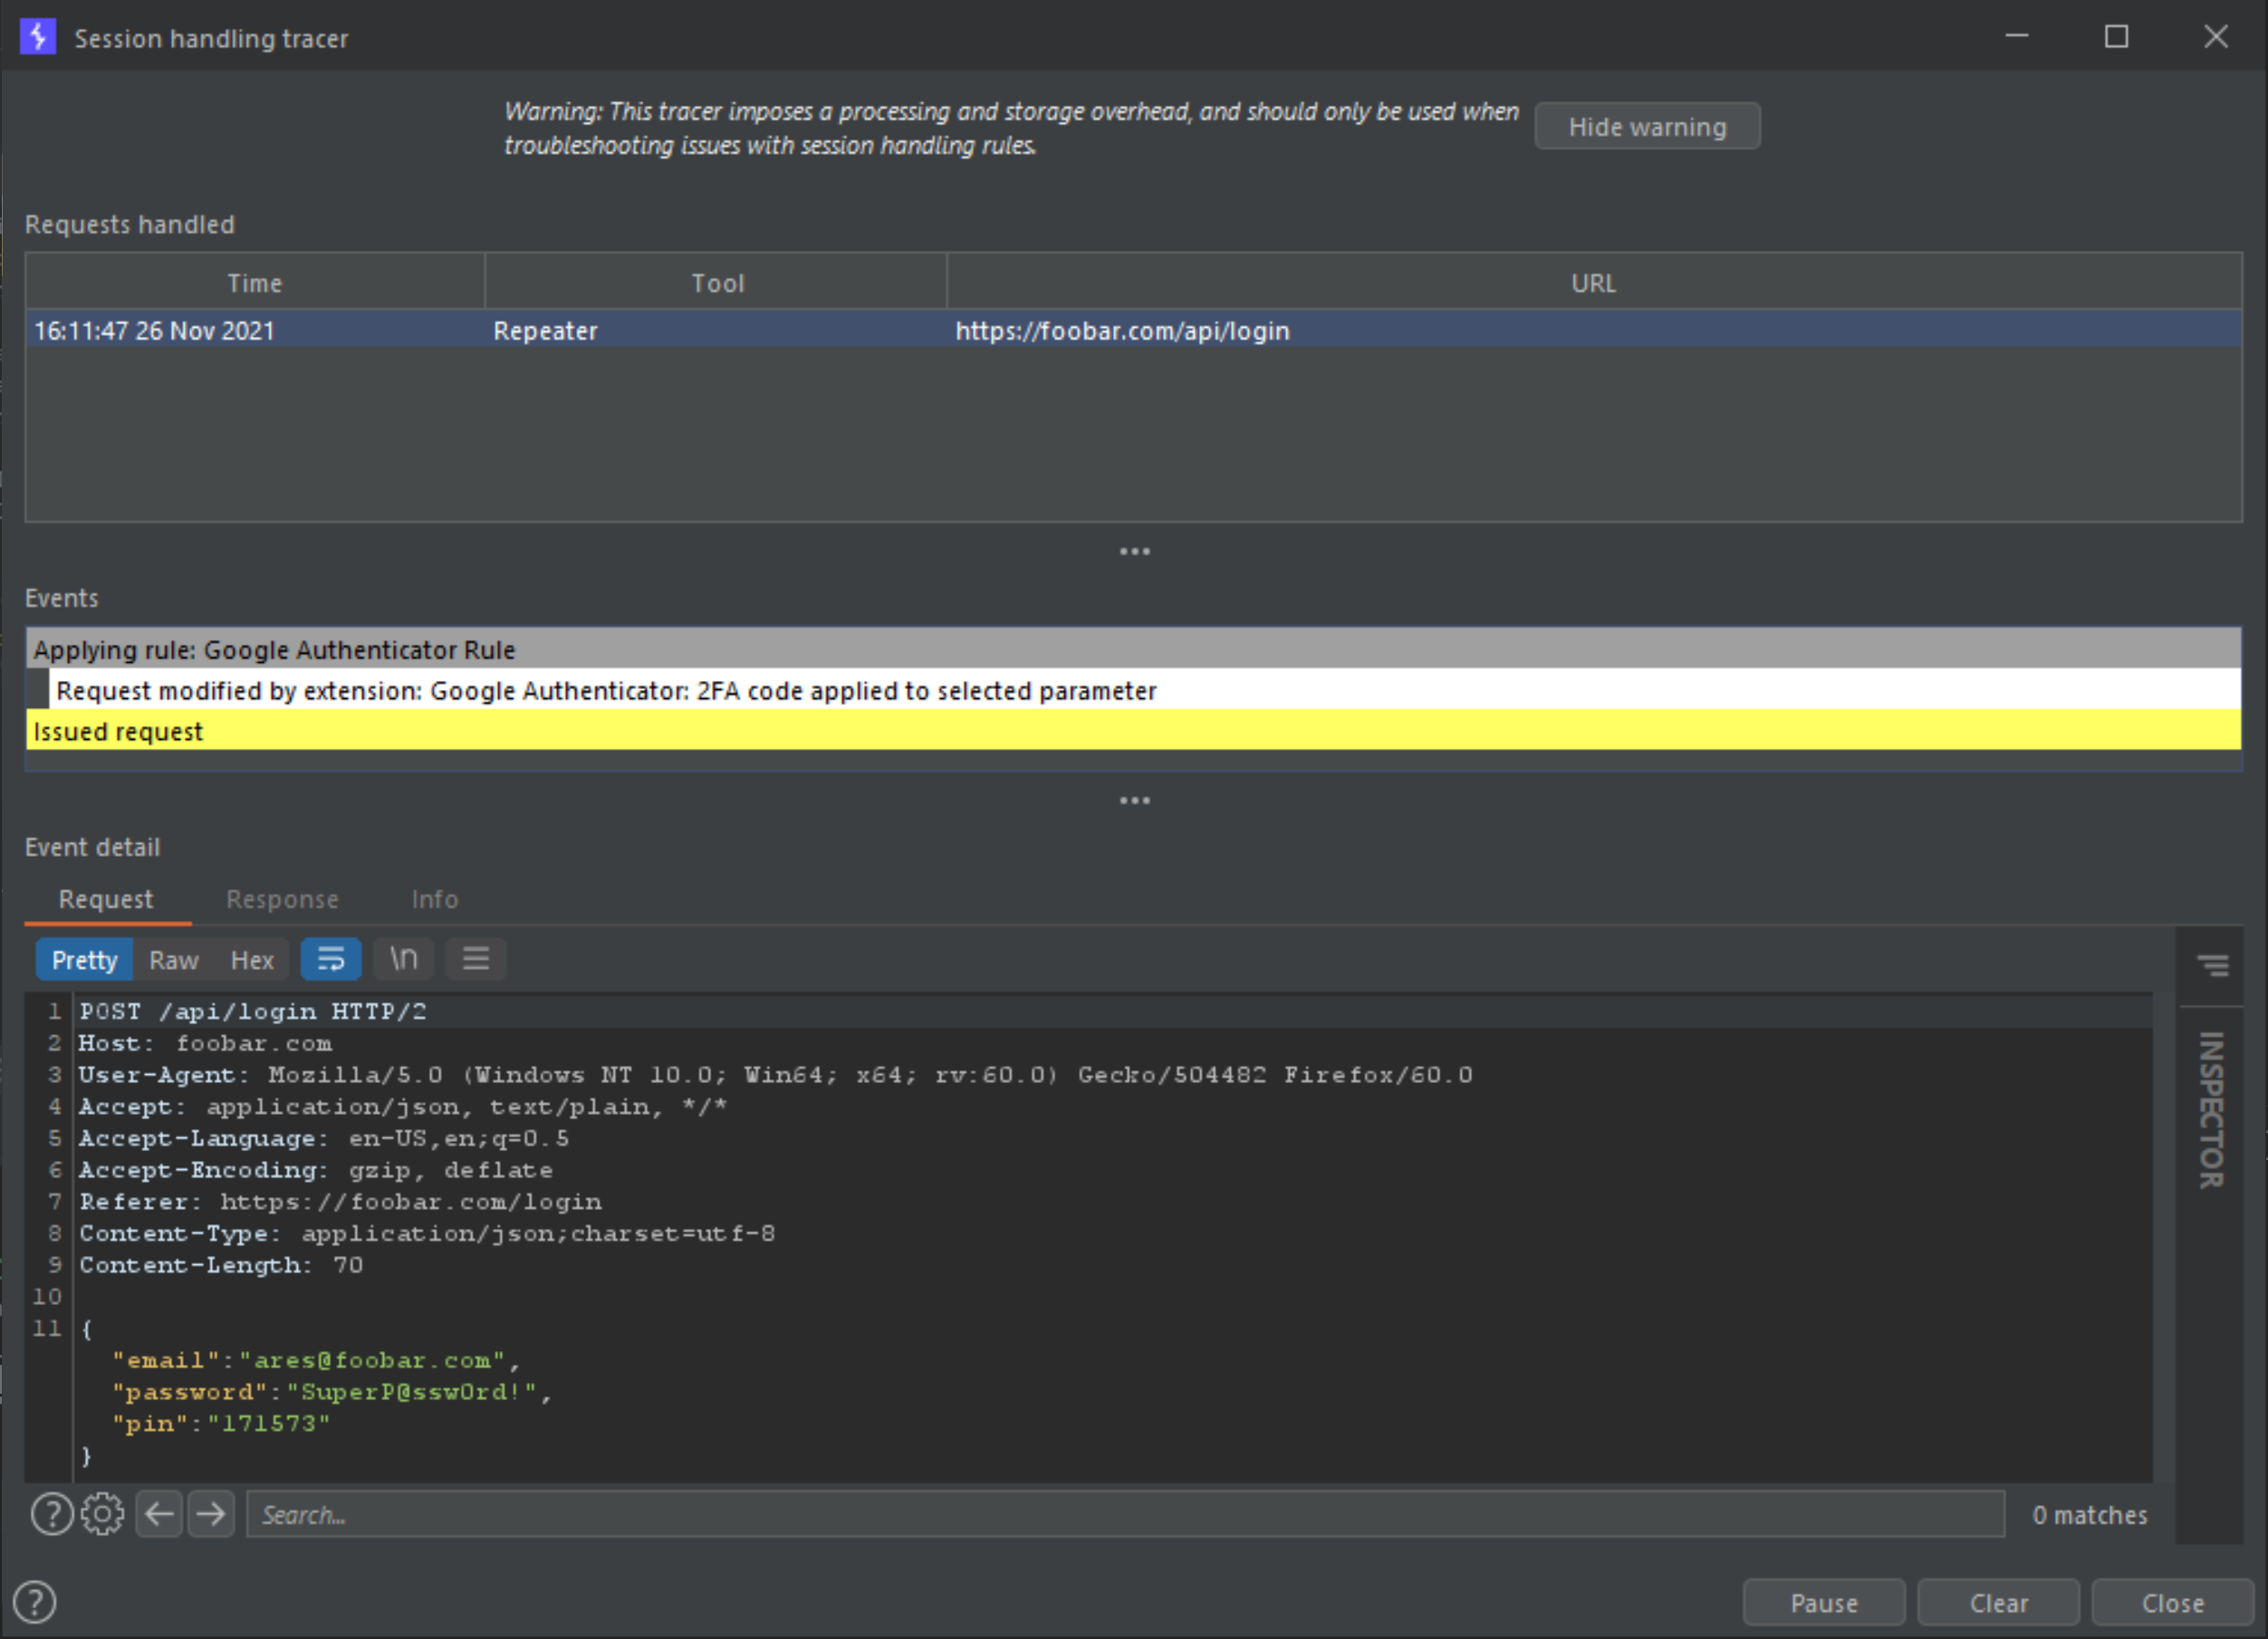 Session handling tracer
Warning: This tracer imposes a processing and storage overhead, and should only be used when
troubleshooting issues with session handling rules.
Hide warning
Requests handled
Time Tool URL
16:11:47 26 Nov 2021 Repeater https://foobar.com/api/login
Events
Applying rule: Google Authenticator Rule
Request modified by extension: Google Authenticator: 2FA code applied to selected parameter
Issued request
Event detail
Request Response Info
Pretty Raw Hex \n
1 POST /api/login HTTP/2
2 Host: foobar.com
3 User-Agent: Mozilla/5.0 (Windows NT 10.0; Win64; x64; rv:60.0) Gecko/504482 Firefox/60.0
4 Accept: application/json, text/plain, */*
5 Accept-Language: en-US,en;q=0.5
6 Accept-Encoding: gzip, deflate
7 Referer: https://foobar.com/login
8 Content-Type: application/json;charset=utf-8
9 Content-Length: 70
10
11 {
"email":"ares@foobar.com",
"password":"SuperP@ssw0rd!",
"pin":"171573"
}
INSPECTOR
Search...
0 matches
Pause Clear Close